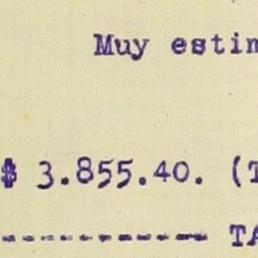 Muy estim
$ 3.855.40. (T
----------- TA